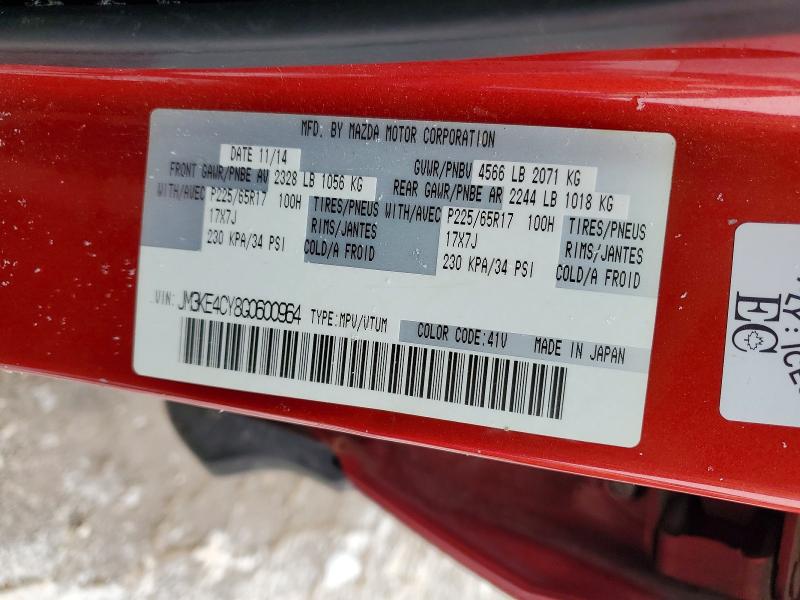 MFD. BY MAZDA MOTOR CORPORATION
DATE 11/14 GVWR/PNBV 4566 LB 2071 KG
FRONT GAWR/PNBE AV 2328 LB 1056 KG REAR GAWR/PNBE AR 2244 LB 1018 KG
WITH/AVEC P225/65R17 100H TIRES/PNEUS WITH/AVEC P225/65R17 100H TIRES/PNEUS
17X7J RIMS/JANTES 17X7J RIMS/JANTES
230 KPA/34 PSI COLD/A FROID 230 KPA/34 PSI COLD/A FROID
VIN: JM3KE4CY8G0600964 TYPE:MPV/VTUM COLOR CODE:41V MADE IN JAPAN
EC